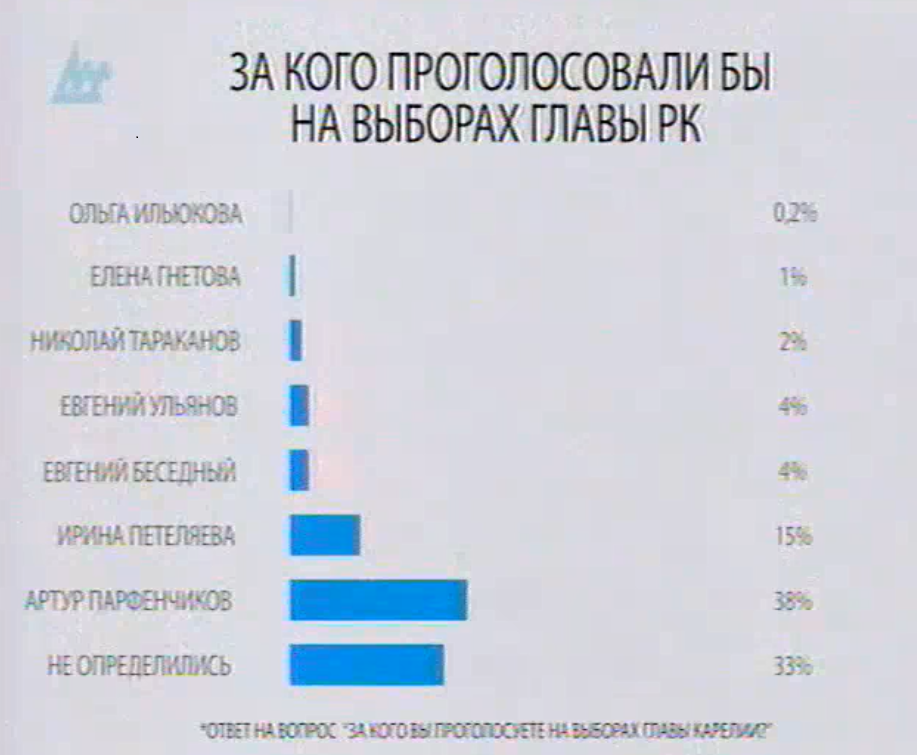 ЗА КОГО ПРОГОЛОСОВАЛИ БЫ
НА ВЫБОРАХ ГЛАВЫ РК
ОЛЬГА ИЛЬЮКОВА 0,2%
ЕЛЕНА ГНЕТОВА 1%
НИКОЛАЙ ТАРАКАНОВ 2%
ЕВГЕНИЙ УЛЬЯНОВ 4%
ЕВГЕНИЙ БЕСЕДНЫЙ 4%
ИРИНА ПЕТЕЛЯЕВА 15%
АРТУР ПАРФЕНЧИКОВ 38%
НЕ ОПРЕДЕЛИЛИСЬ 33%
*ОТВЕТ НА ВОПРОС "ЗА КОГО ВЫ ПРОГОЛОСУЕТЕ НА ВЫБОРАХ ГЛАВЫ КАРЕЛИИ?"